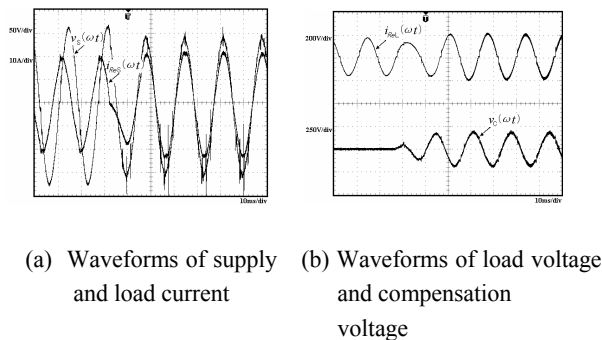 50V/div
v_S(ωt)
10A/div
i_ReS(ωt)
10ms/div
200V/div
i_ReL(ωt)
v_C(ωt)
250V/div
10ms/div
(a) Waveforms of supply
and load current
(b) Waveforms of load voltage
and compensation
voltage